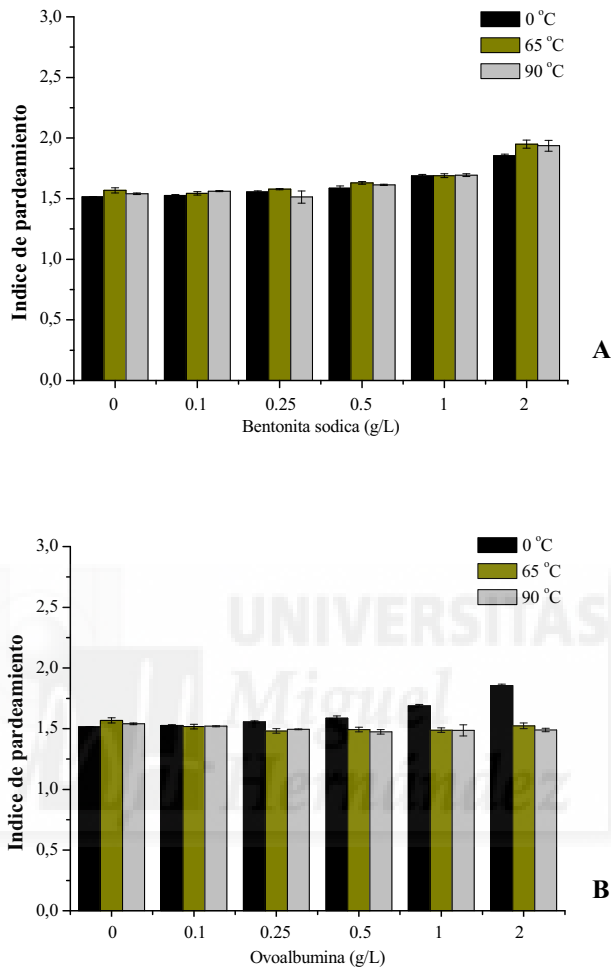 3,0
2,5
2,0
1,5
1,0
0,5
0,0
Indice de pardeamiento
0 °C
65 °C
90 °C
0 0.1 0.25 0.5 1 2
Bentonita sodica (g/L)
A
3,0
2,5
2,0
1,5
1,0
0,5
0,0
Indice de pardeamiento
0 °C
65 °C
90 °C
UNIVERSITAS
Miguel
Hernández
0 0.1 0.25 0.5 1 2
Ovoalbumina (g/L)
B